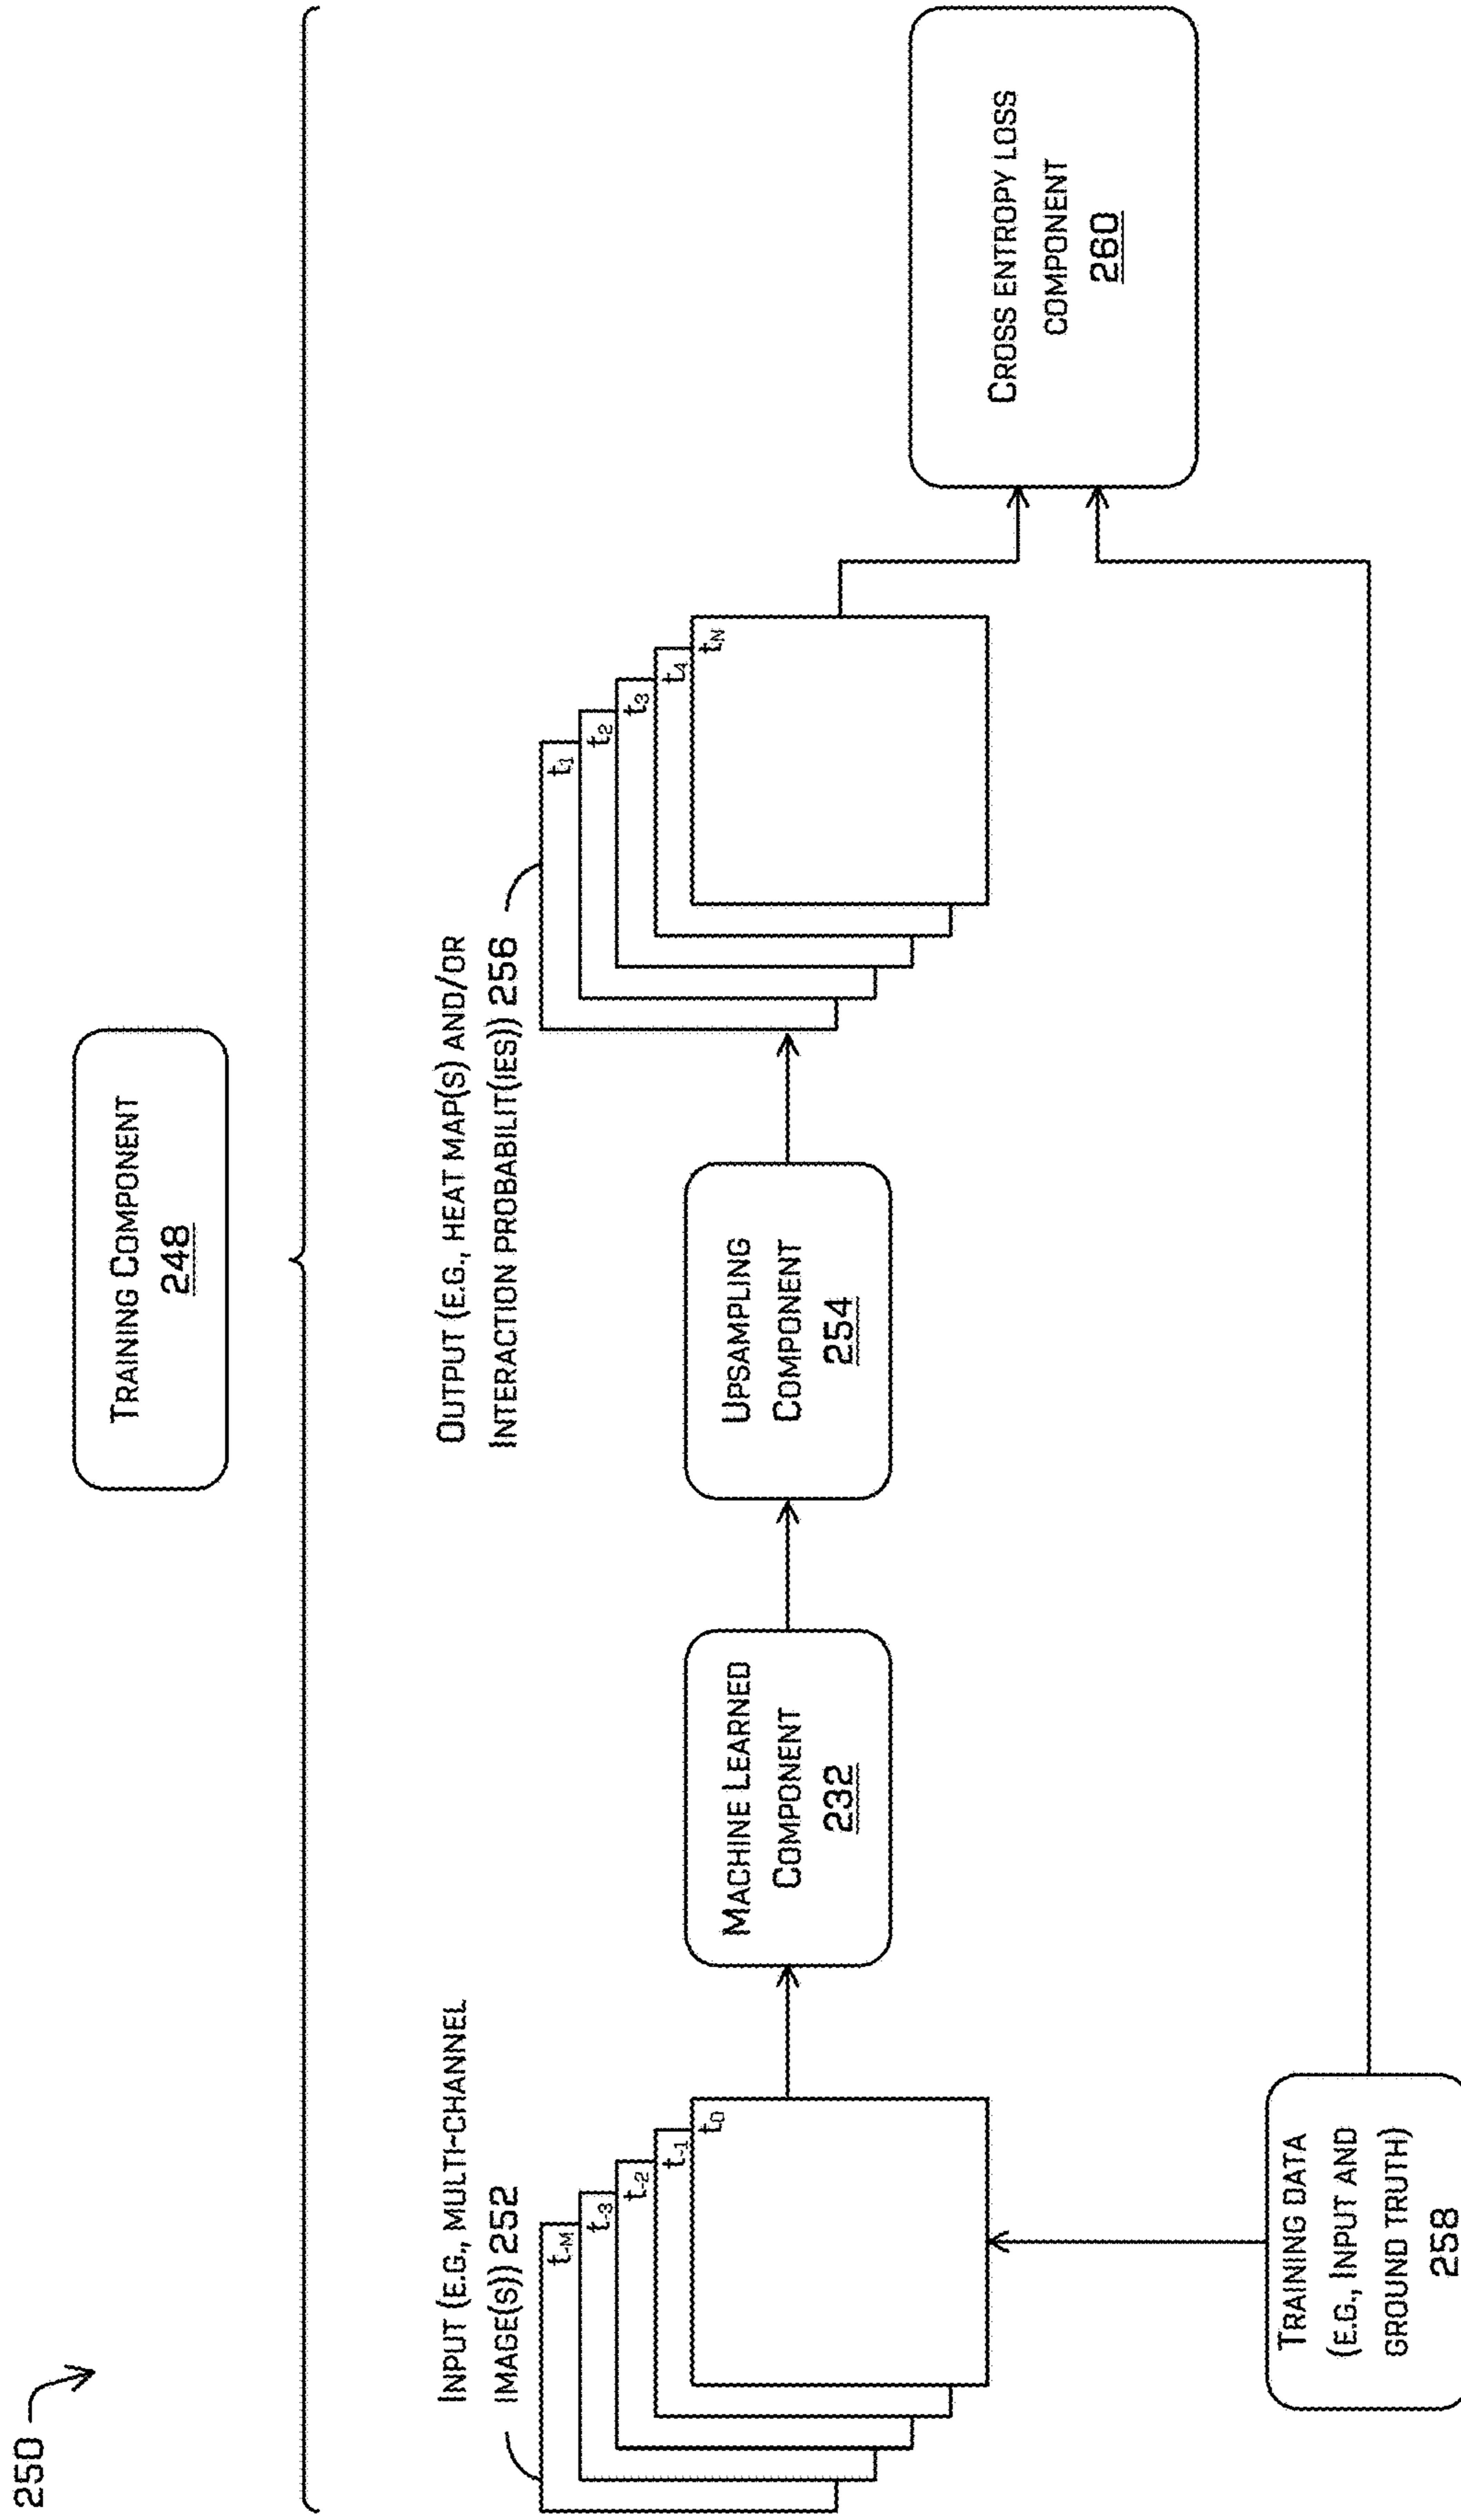 250
TRAINING COMPONENT
248
INPUT (E.G., MULTI-CHANNEL
IMAGE(S)) 252
t-M
t-3
t-2
t-1
t0
MACHINE LEARNED
COMPONENT
232
UPSAMPLING
COMPONENT
254
OUTPUT (E.G., HEAT MAP(S) AND/OR
INTERACTION PROBABILIT(IES)) 256
t1
t2
t3
t4
tN
TRAINING DATA
(E.G., INPUT AND
GROUND TRUTH)
258
CROSS ENTROPY LOSS
COMPONENT
260